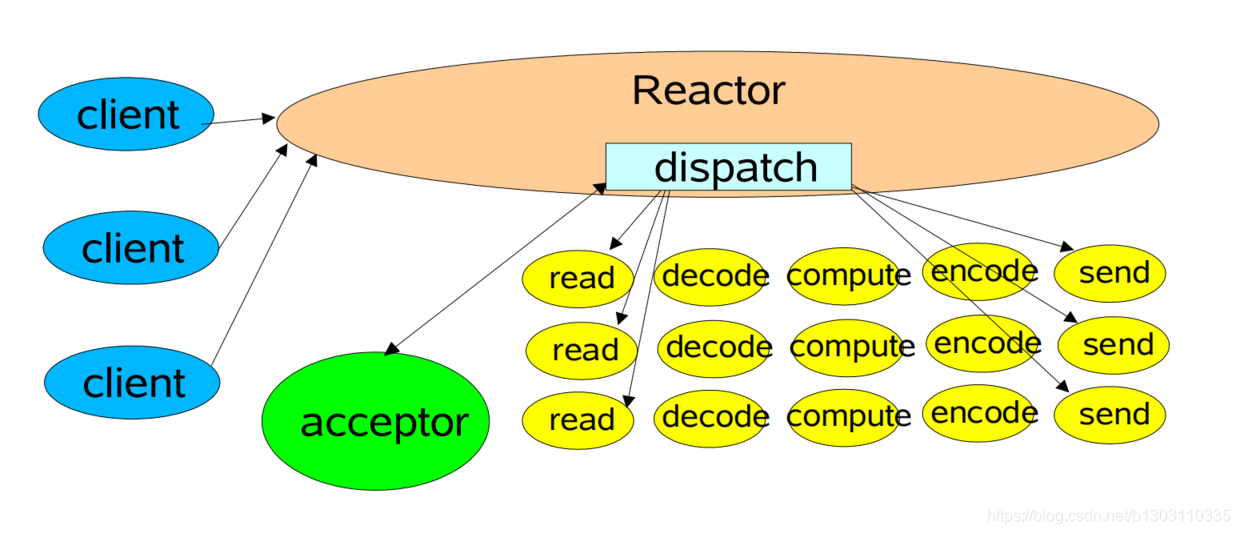 Reactor
client
dispatch
client
read decode compute encode send
read decode compute encode send
client
acceptor
read decode compute encode send
https://blog.csdn.net/b1303110335